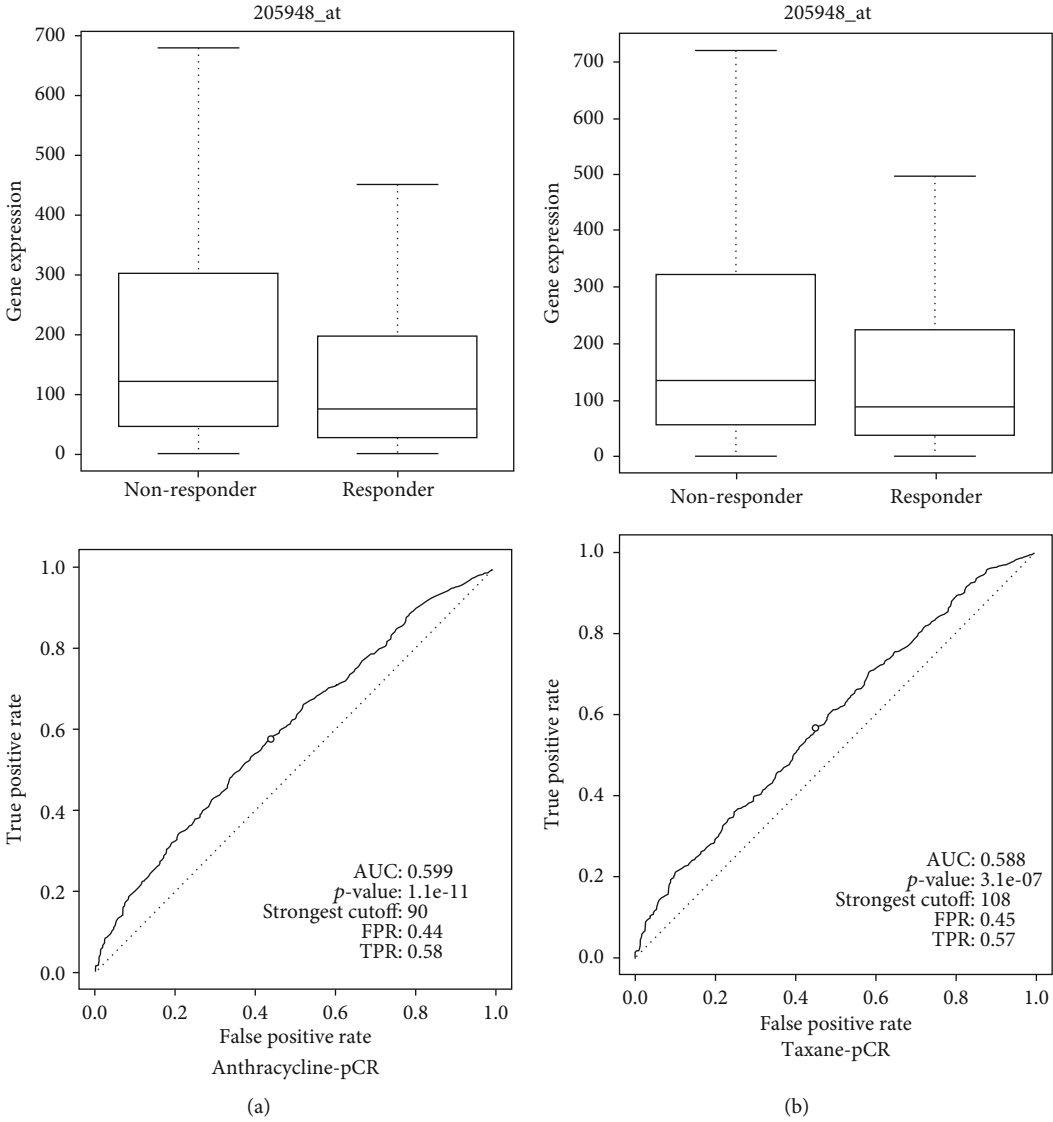 205948_at
700
600
500
400
300
200
100
0
Gene expression
Non-responder
Responder
205948_at
700
600
500
400
300
200
100
0
Gene expression
Non-responder
Responder
1.0
0.8
0.6
0.4
0.2
0.0
True positive rate
AUC: 0.599
p-value: 1.1e-11
Strongest cutoff: 90
FPR: 0.44
TPR: 0.58
0.0 0.2 0.4 0.6 0.8 1.0
False positive rate
Anthracycline-pCR
(a)
1.0
0.8
0.6
0.4
0.2
0.0
True positive rate
AUC: 0.588
p-value: 3.1e-07
Strongest cutoff: 108
FPR: 0.45
TPR: 0.57
0.0 0.2 0.4 0.6 0.8 1.0
False positive rate
Taxane-pCR
(b)